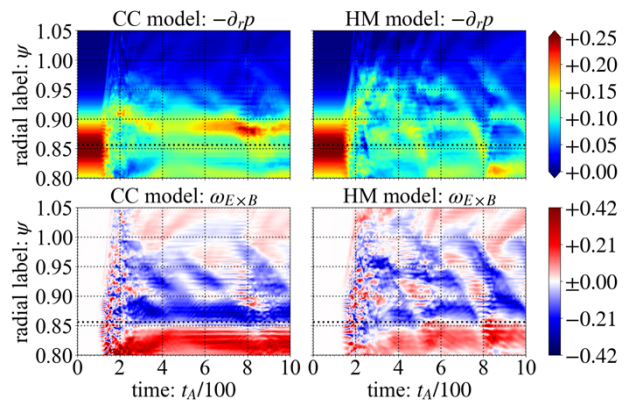 CC model: −∂ᵣp
HM model: −∂ᵣp
radial label: ψ
1.05
1.00
0.95
0.90
0.85
0.80
+0.25
+0.20
+0.15
+0.10
+0.05
±0.00
CC model: ω_{E×B}
HM model: ω_{E×B}
radial label: ψ
1.05
1.00
0.95
0.90
0.85
0.80
+0.42
+0.21
±0.00
−0.21
−0.42
0 2 4 6 8 10
0 2 4 6 8 10
time: t_A/100
time: t_A/100